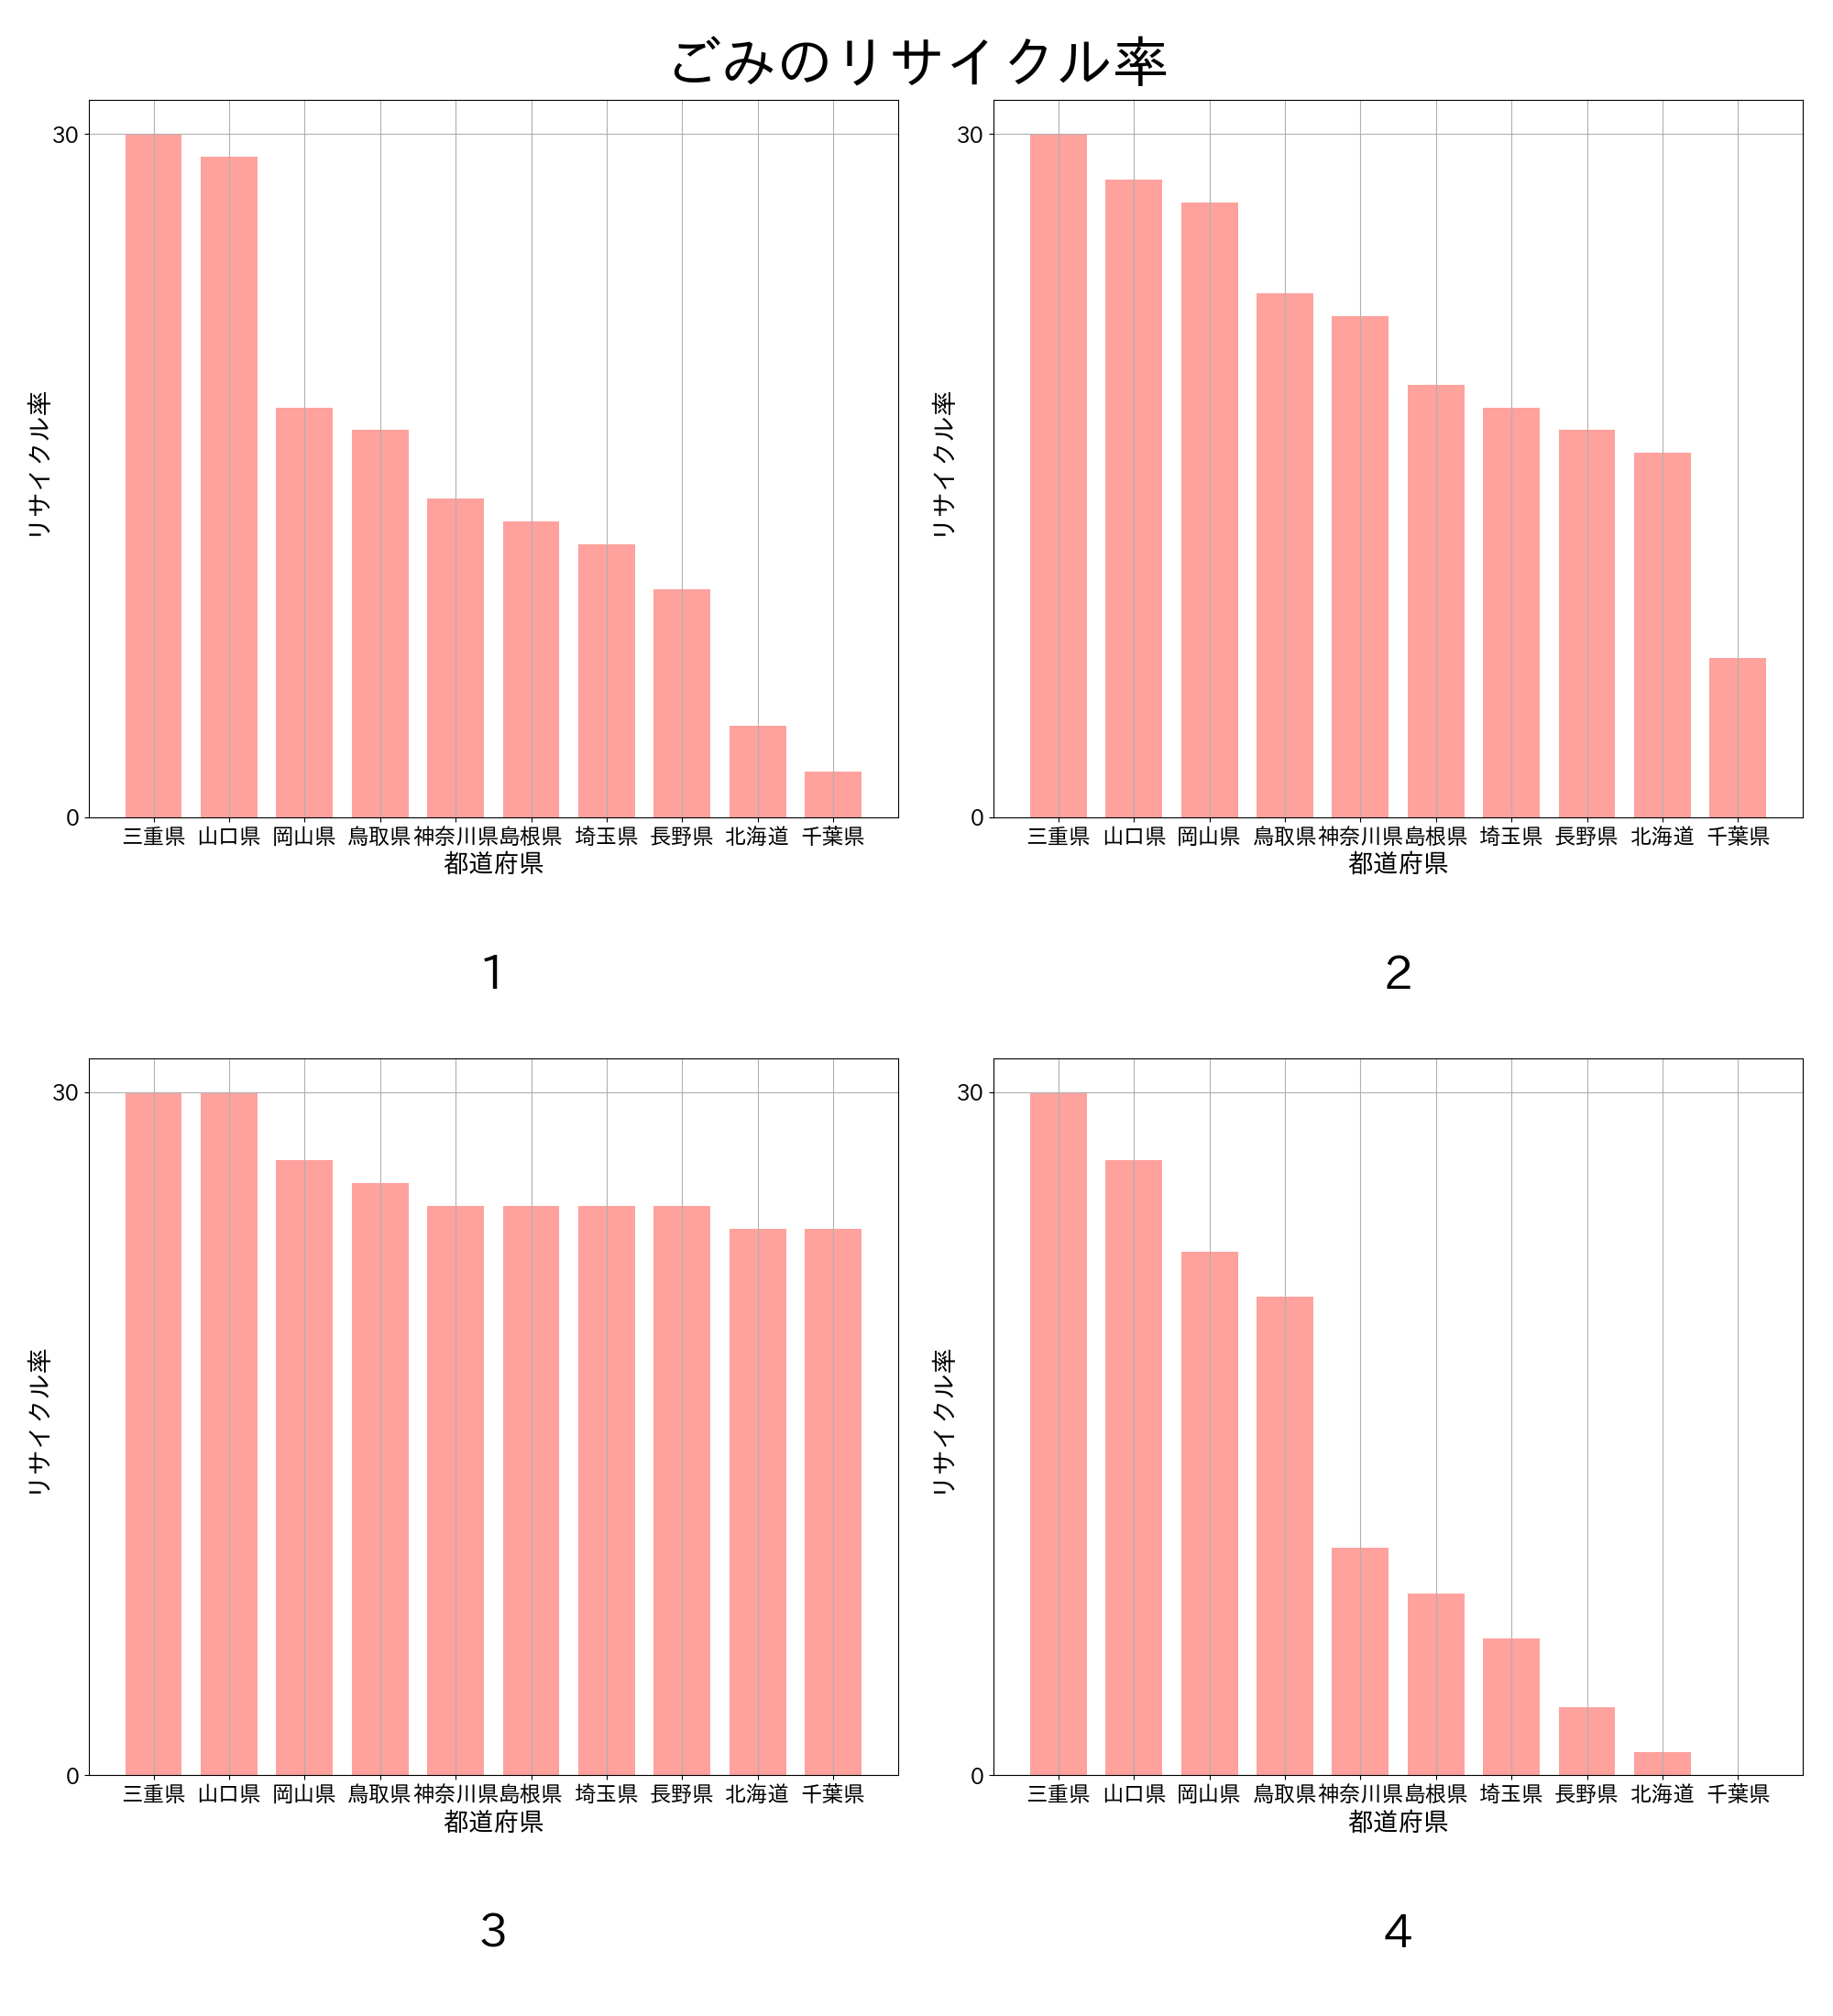 ごみのリサイクル率
30
0
リサイクル率
三重県 山口県 岡山県 鳥取県 神奈川県 島根県 埼玉県 長野県 北海道 千葉県
都道府県
1
30
0
リサイクル率
三重県 山口県 岡山県 鳥取県 神奈川県 島根県 埼玉県 長野県 北海道 千葉県
都道府県
2
30
0
リサイクル率
三重県 山口県 岡山県 鳥取県 神奈川県 島根県 埼玉県 長野県 北海道 千葉県
都道府県
3
30
0
リサイクル率
三重県 山口県 岡山県 鳥取県 神奈川県 島根県 埼玉県 長野県 北海道 千葉県
都道府県
4